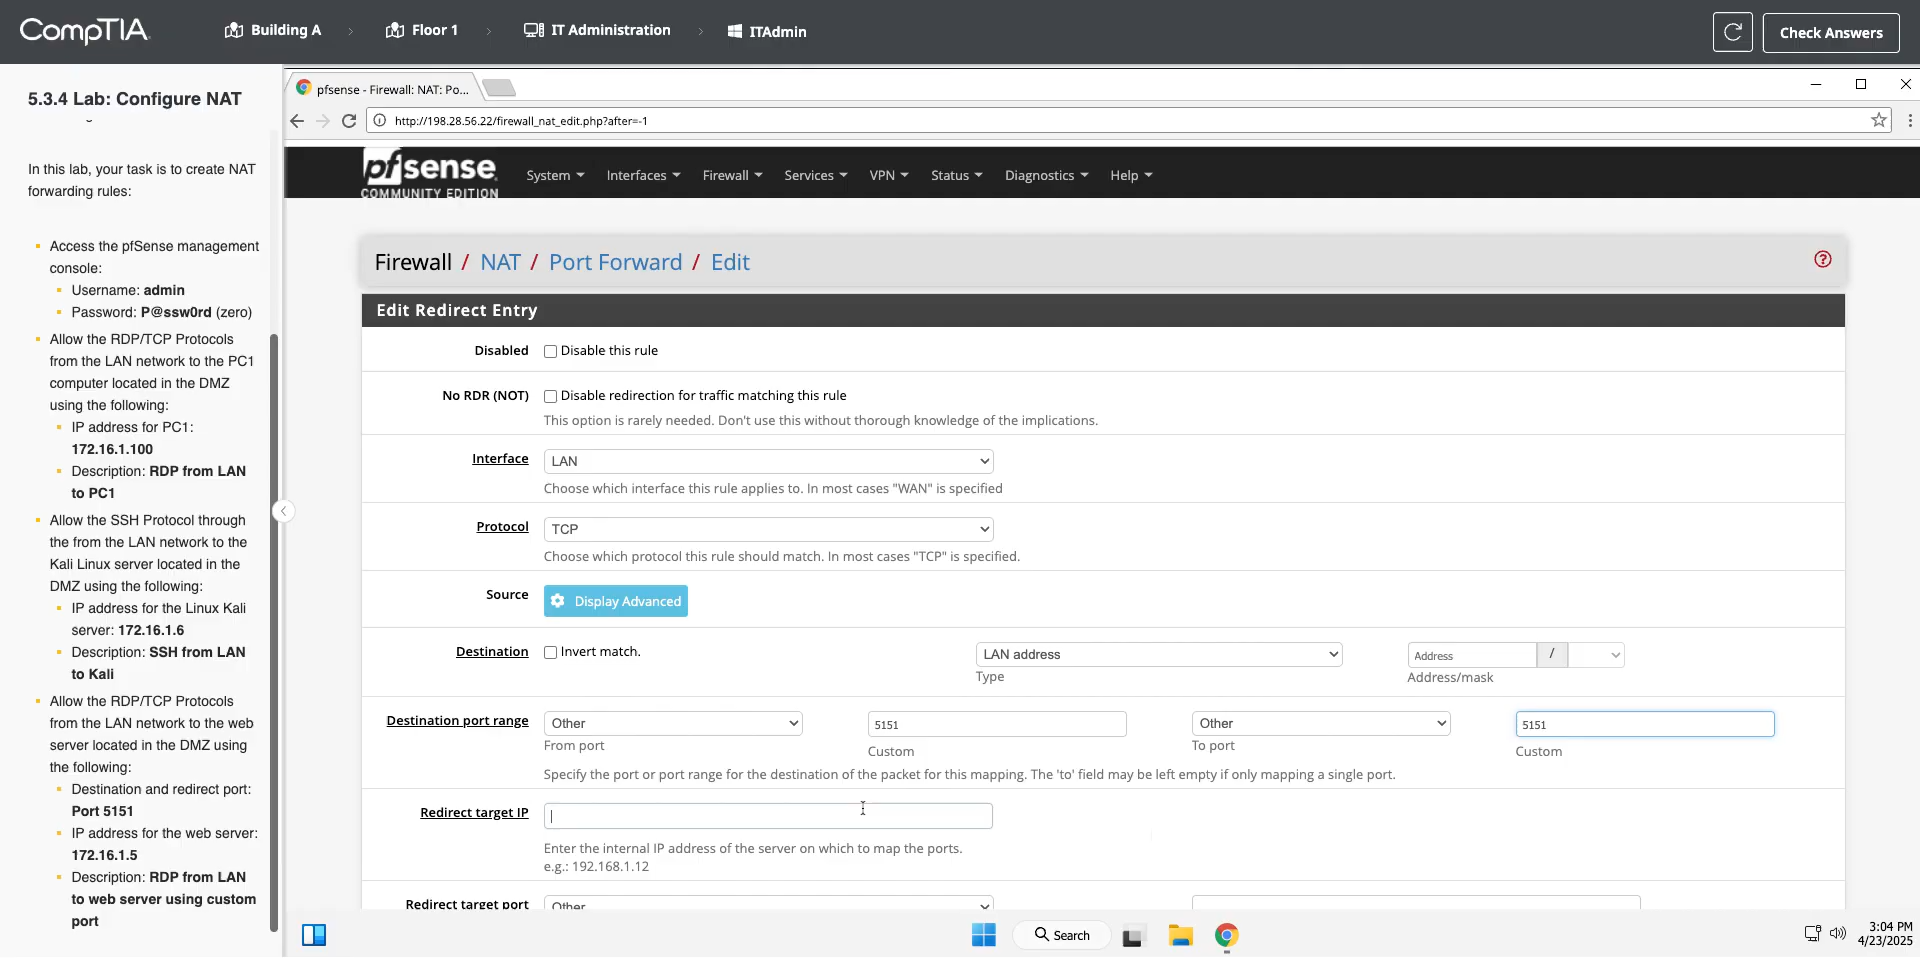 CompTIA
Building A
Floor 1
IT Administration
ITAdmin
Check Answers
5.3.4 Lab: Configure NAT
In this lab, your task is to create NAT
forwarding rules:
Access the pfSense management
console:
Username: admin
Password: P@ssw0rd (zero)
Allow the RDP/TCP Protocols
from the LAN network to the PC1
computer located in the DMZ
using the following:
IP address for PC1:
172.16.1.100
Description: RDP from LAN
to PC1
Allow the SSH Protocol through
the from the LAN network to the
Kali Linux server located in the
DMZ using the following:
IP address for the Linux Kali
server: 172.16.1.6
Description: SSH from LAN
to Kali
Allow the RDP/TCP Protocols
from the LAN network to the web
server located in the DMZ using
the following:
Destination and redirect port:
Port 5151
IP address for the web server:
172.16.1.5
Description: RDP from LAN
to web server using custom
port
pfsense - Firewall: NAT: Po...
http://198.28.56.22/firewall_nat_edit.php?after=-1
pfsense
COMMUNITY EDITION
System Interfaces Firewall Services VPN Status Diagnostics Help
Firewall / NAT / Port Forward / Edit
Edit Redirect Entry
Disabled Disable this rule
No RDR (NOT) Disable redirection for traffic matching this rule
This option is rarely needed. Don't use this without thorough knowledge of the implications.
Interface LAN
Choose which interface this rule applies to. In most cases "WAN" is specified
Protocol TCP
Choose which protocol this rule should match. In most cases "TCP" is specified.
Source Display Advanced
Destination Invert match. LAN address Address /
Type Address/mask
Destination port range Other 5151 Other 5151
From port Custom To port Custom
Specify the port or port range for the destination of the packet for this mapping. The 'to' field may be left empty if only mapping a single port.
Redirect target IP
Enter the internal IP address of the server on which to map the ports.
e.g.: 192.168.1.12
Redirect target port Other
Search
3:04 PM
4/23/2025